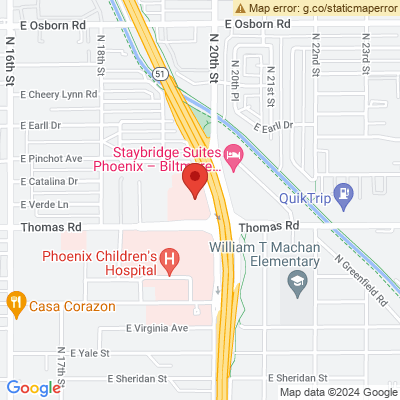 Map error: g.co/staticmaperror
E Osborn Rd
E Osborn Rd
N 16th St
N 18th St
N 20th St
N 20th Pl
N 21st St
N 22nd St
N 23rd St
51
E Cheery Lynn Rd
E Earll Dr
E Earll Dr
Staybridge Suites
Phoenix – Biltmore...
E Pinchot Ave
E Catalina Dr
E Verde Ln
QuikTrip
Thomas Rd
Thomas Rd
Phoenix Children's
Hospital
William T Machan
Elementary
N Greenfield Rd
Casa Corazon
E Virginia Ave
N 17th St
E Yale St
E Sheridan St
E Sheridan St
Google
Map data ©2024 Google